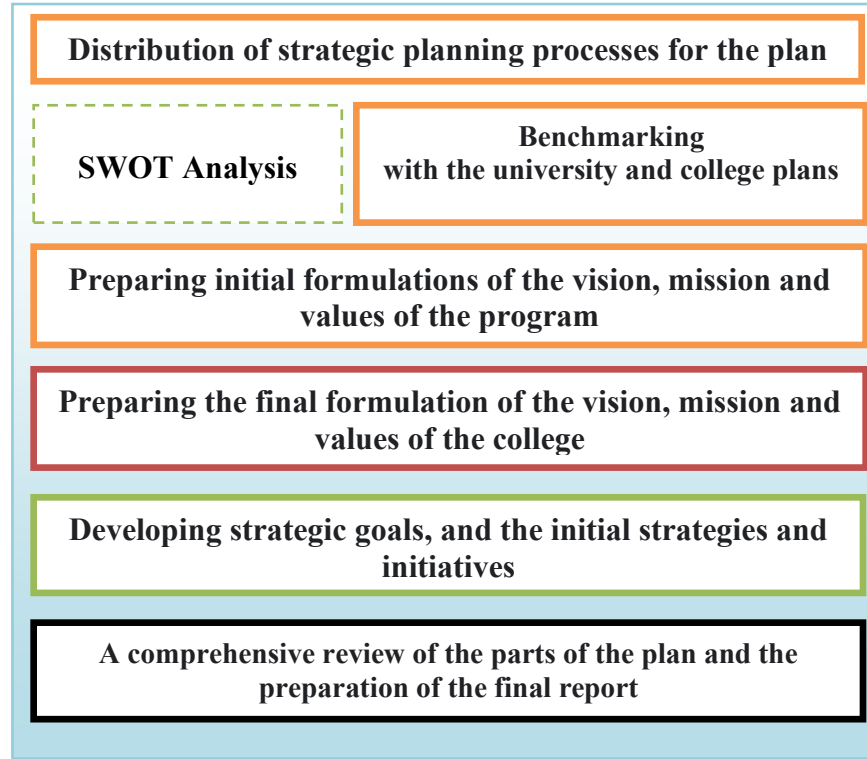 Distribution of strategic planning processes for the plan
SWOT Analysis
Benchmarking
with the university and college plans
Preparing initial formulations of the vision, mission and
values of the program
Preparing the final formulation of the vision, mission and
values of the college
Developing strategic goals, and the initial strategies and
initiatives
A comprehensive review of the parts of the plan and the
preparation of the final report